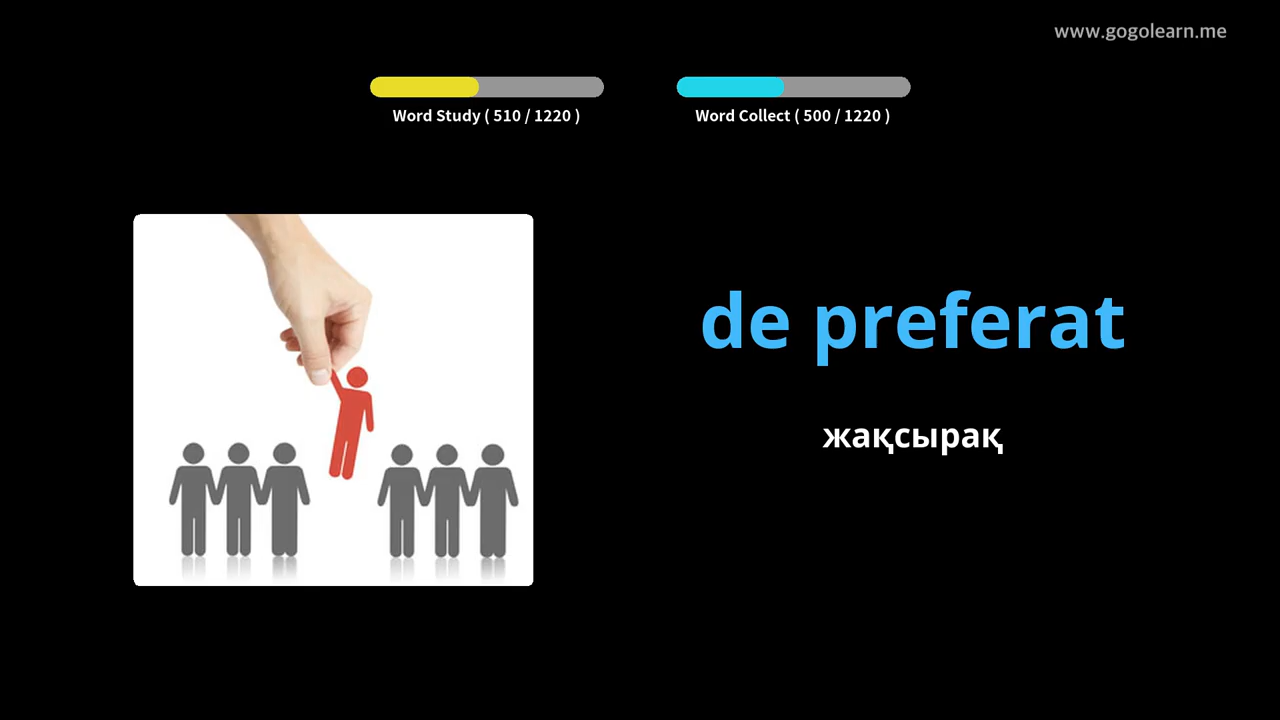 www.gogolearn.me
Word Study ( 510 / 1220 )
Word Collect ( 500 / 1220 )
de preferat
жақсырақ